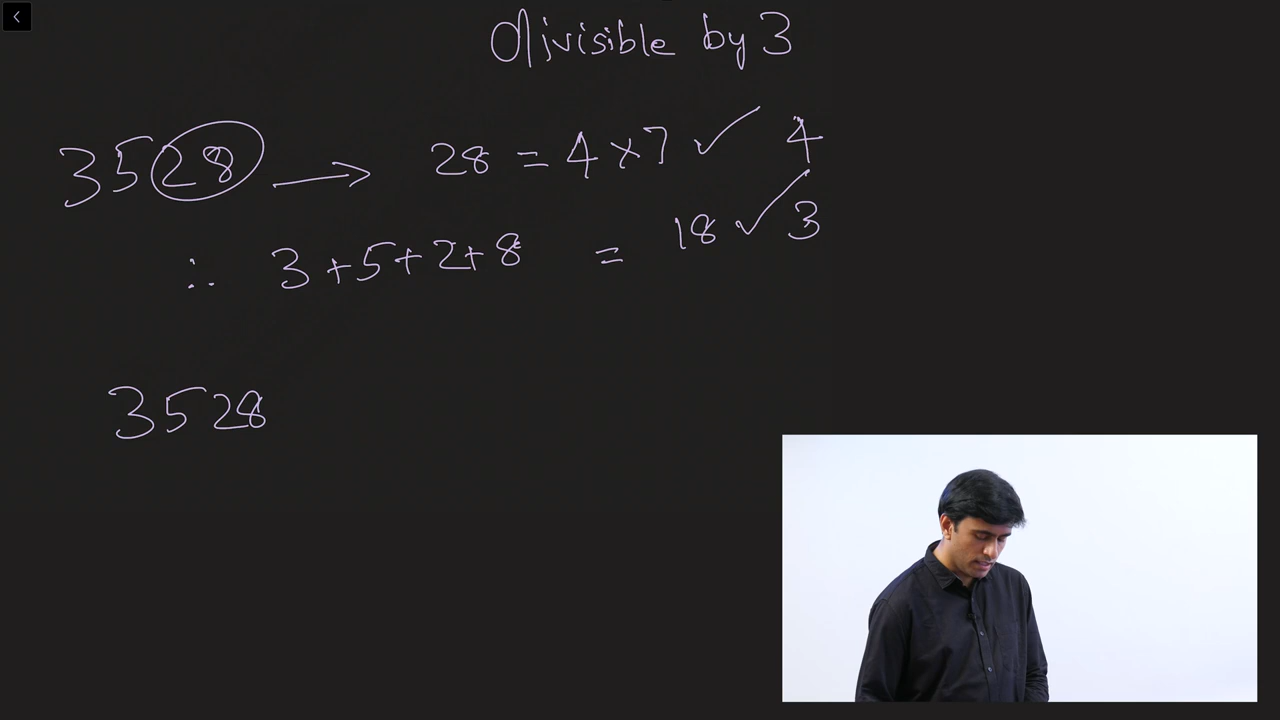 Divisible by 3
3528 → 28 = 4 × 7 ✓ 4
∴ 3 + 5 + 2 + 8 = 18 ✓ 3
3528